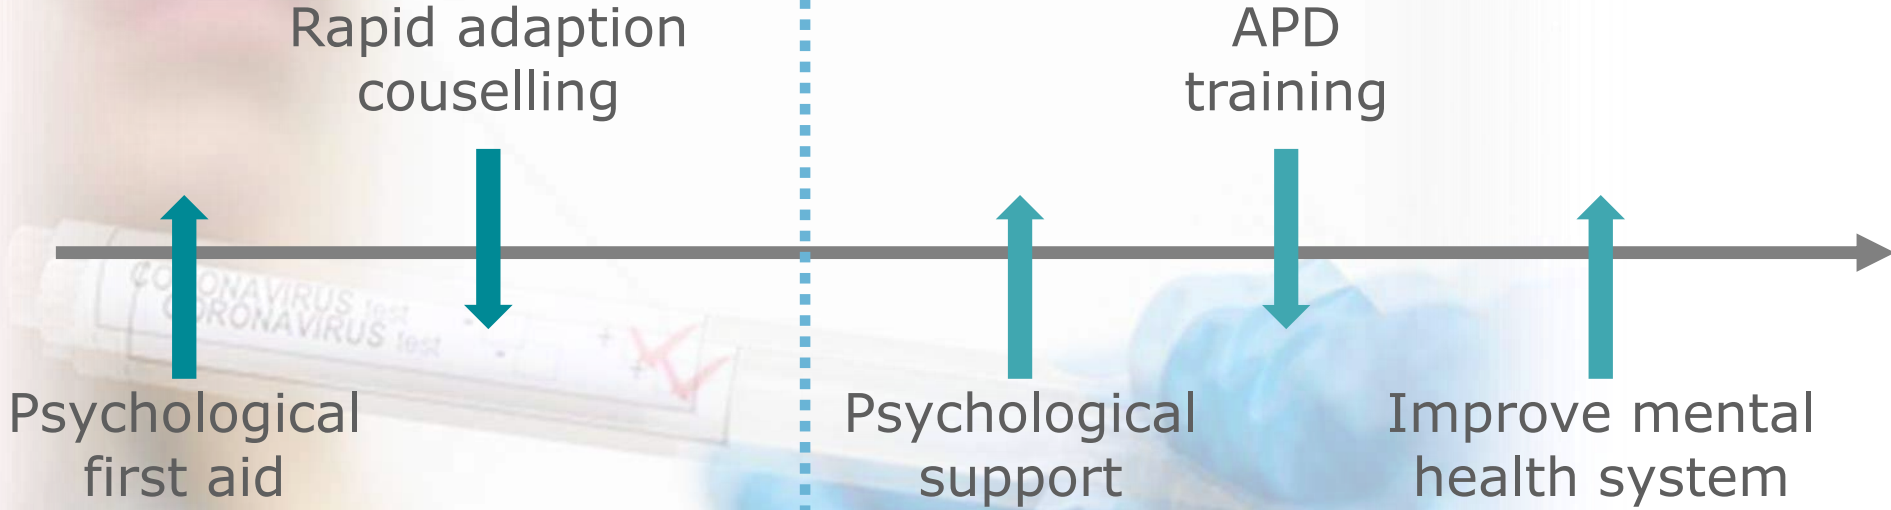 Rapid adaption
couselling
APD
training
CORONAVIRUS test
CORONAVIRUS test
Psychological
first aid
Psychological
support
Improve mental
health system